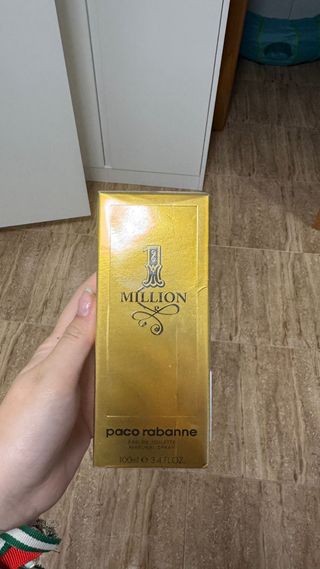 1
MILLION
paco rabanne
EAU DE TOILETTE
NATURAL SPRAY
100ml e 3.4 FL.OZ.